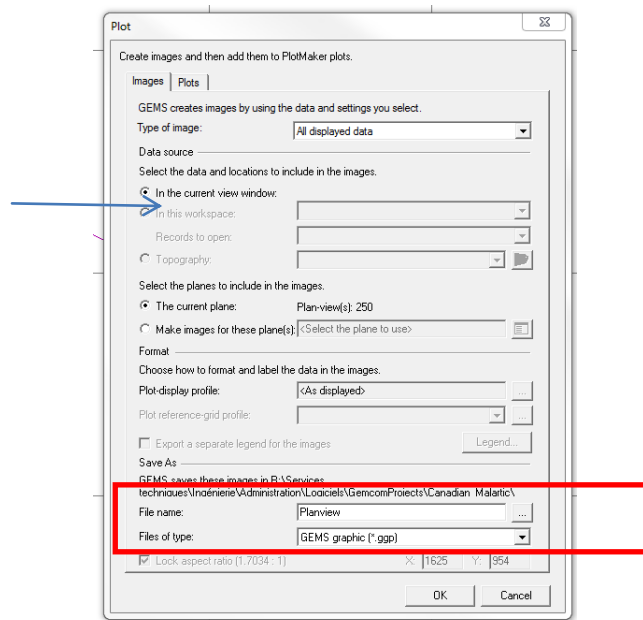 Plot
Create images and then add them to PlotMaker plots.
Images Plots
GEMS creates images by using the data and settings you select.
Type of image: All displayed data
Data source
Select the data and locations to include in the images.
In the current view window:
In this workspace:
Records to open:
Topography:
Select the planes to include in the images.
The current plane: Plan-view(s): 250
Make images for these plane(s): <Select the plane to use>
Format
Choose how to format and label the data in the images.
Plot-display profile: <As displayed> ...
Plot reference-grid profile: ...
Export a separate legend for the images Legend...
Save As
GEMS saves these images in R:\Services
techniques\Ingénierie\Administration\Logiciels\GemcomProjects\Canadian_Malartic\
File name: Planview ...
Files of type: GEMS graphic (*.ggp)
Lock aspect ratio (1.7034 : 1) X: 1625 Y: 954
OK Cancel